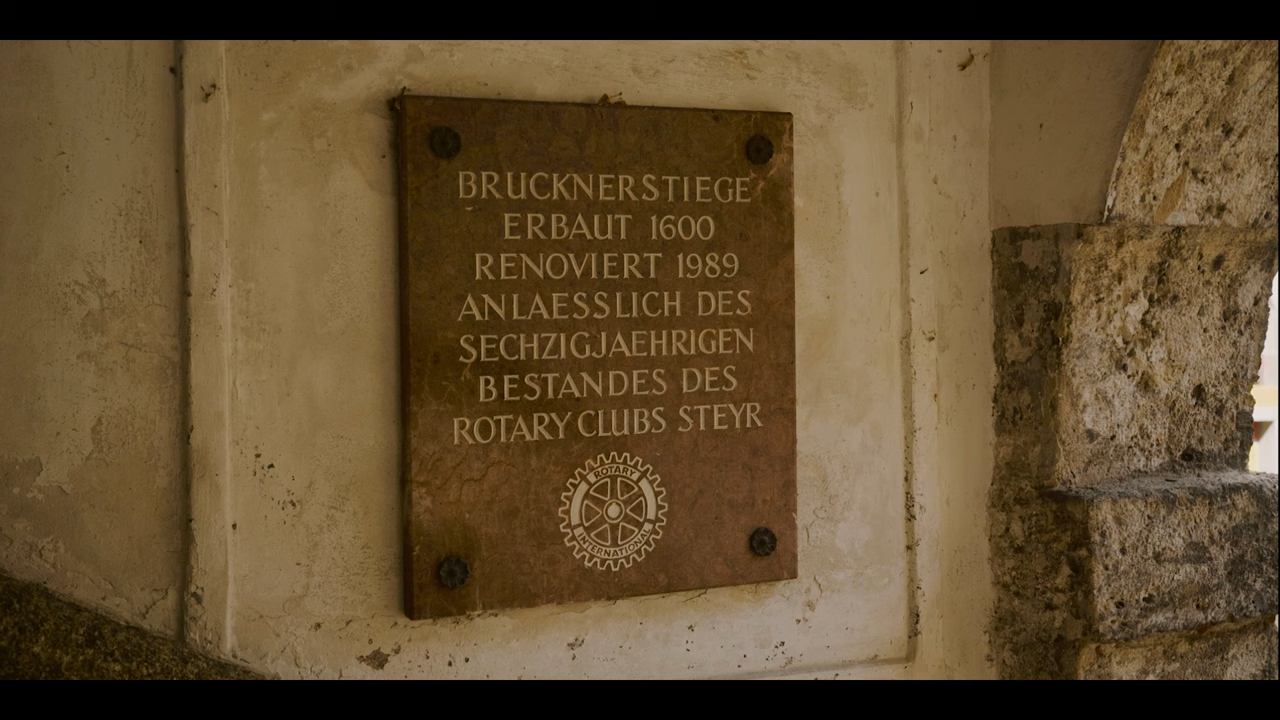 BRUCKNERSTIEGE
ERBAUT 1600
RENOVIERT 1989
ANLAESSLICH DES
SECHZIGJAEHRIGEN
BESTANDES DES
ROTARY CLUBS STEYR
ROTARY
INTERNATIONAL